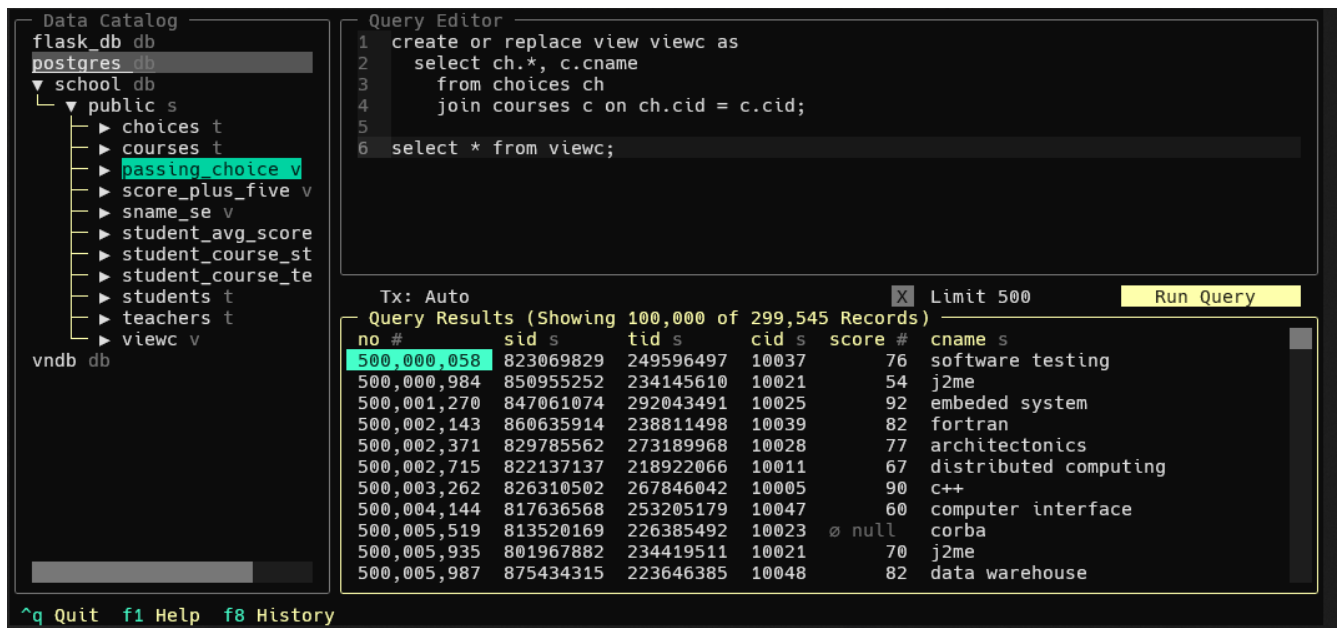 Data Catalog
flask_db db
postgres db
▼ school db
▼ public s
▶ choices t
▶ courses t
▶ passing_choice v
▶ score_plus_five v
▶ sname_se v
▶ student_avg_score
▶ student_course_st
▶ student_course_te
▶ students t
▶ teachers t
▶ viewc v
vndb db
Query Editor
1 create or replace view viewc as
2 select ch.*, c.cname
3 from choices ch
4 join courses c on ch.cid = c.cid;
5
6 select * from viewc;
Tx: Auto X Limit 500 Run Query
Query Results (Showing 100,000 of 299,545 Records)
no # sid s tid s cid s score # cname s
500,000,058 823069829 249596497 10037 76 software testing
500,000,984 850955252 234145610 10021 54 j2me
500,001,270 847061074 292043491 10025 92 embeded system
500,002,143 860635914 238811498 10039 82 fortran
500,002,371 829785562 273189968 10028 77 architectonics
500,002,715 822137137 218922066 10011 67 distributed computing
500,003,262 826310502 267846042 10005 90 c++
500,004,144 817636568 253205179 10047 60 computer interface
500,005,519 813520169 226385492 10023 ∅ null corba
500,005,935 801967882 234419511 10021 70 j2me
500,005,987 875434315 223646385 10048 82 data warehouse
^q Quit f1 Help f8 History